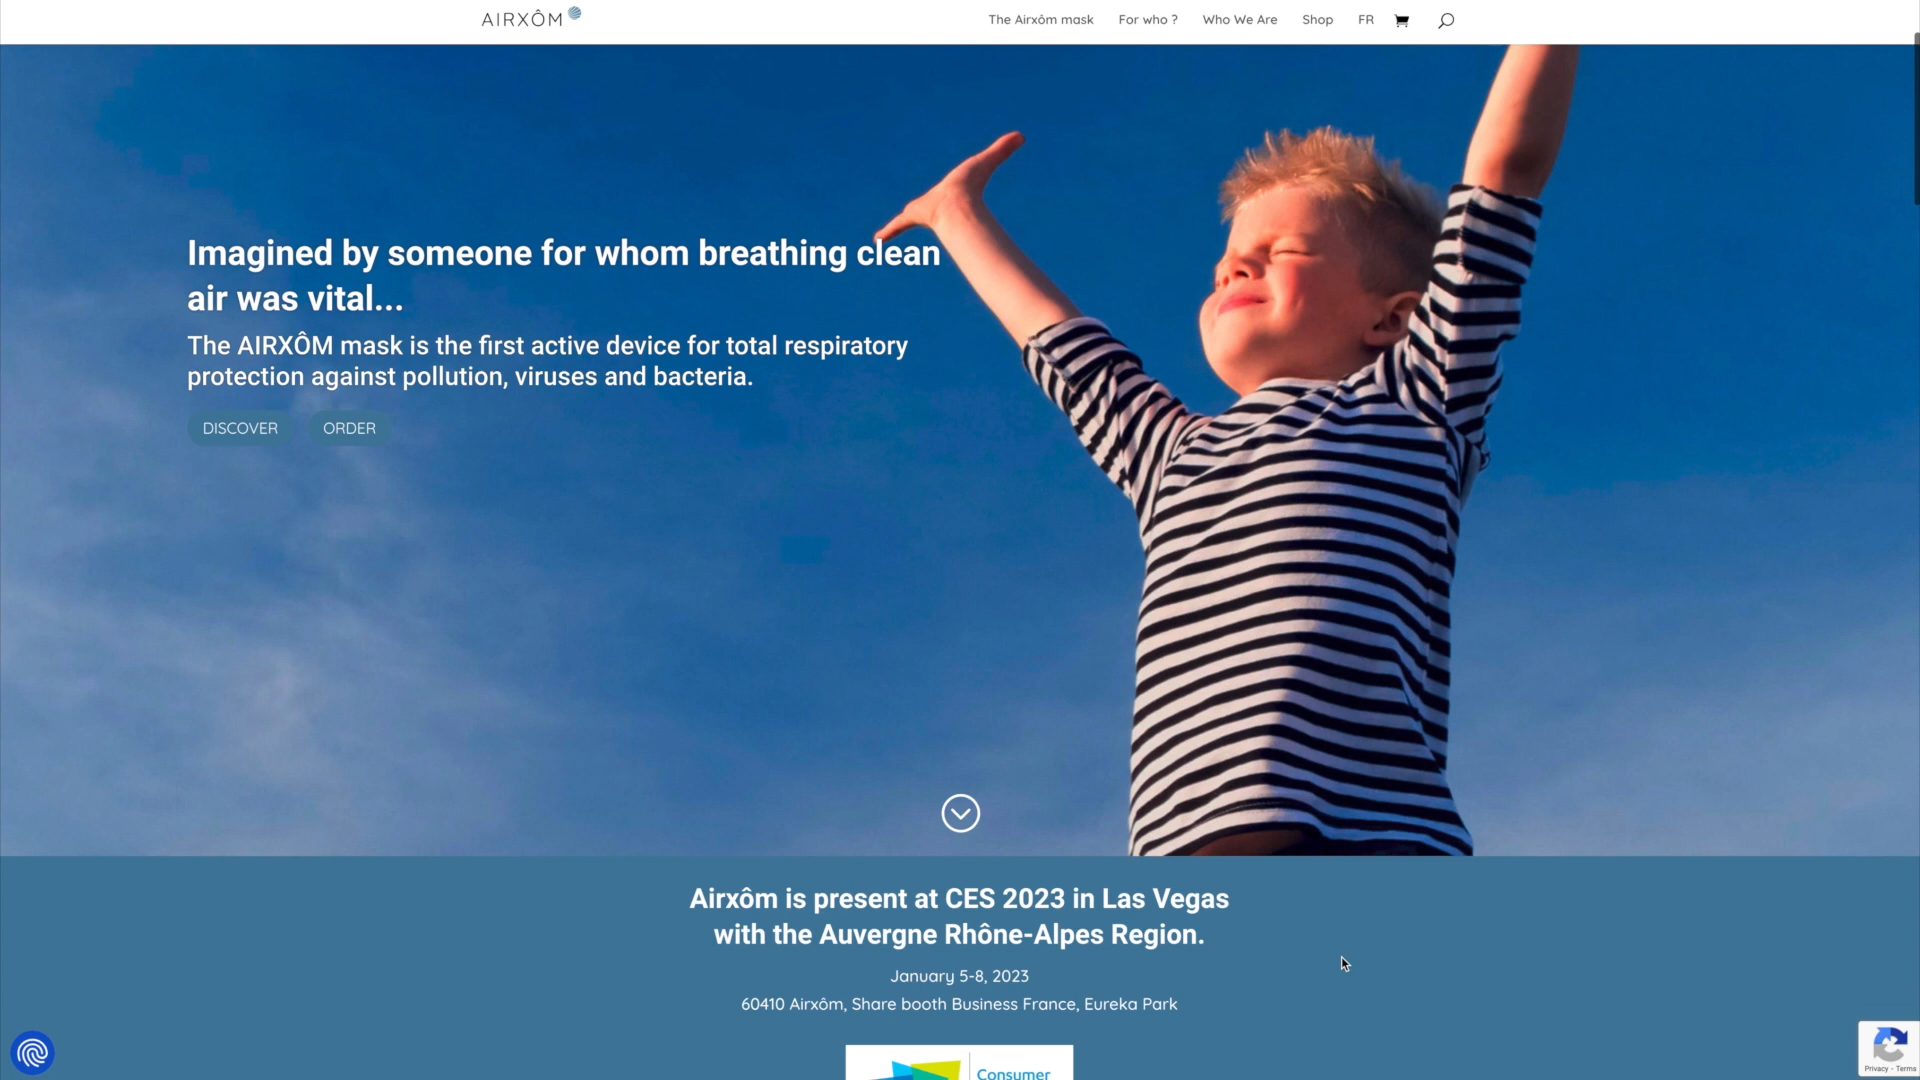 AIRXÔM
The Airxôm mask
For who ?
Who We Are
Shop
FR
Imagined by someone for whom breathing clean
air was vital...
The AIRXÔM mask is the first active device for total respiratory
protection against pollution, viruses and bacteria.
DISCOVER
ORDER
Airxôm is present at CES 2023 in Las Vegas
with the Auvergne Rhône-Alpes Region.
January 5-8, 2023
60410 Airxôm, Share booth Business France, Eureka Park
Consumer
Privacy - Terms